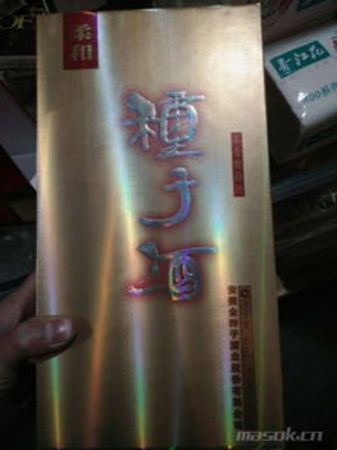 柔和
種子酒
安徽金种子酒业股份有限公司
masok.cn